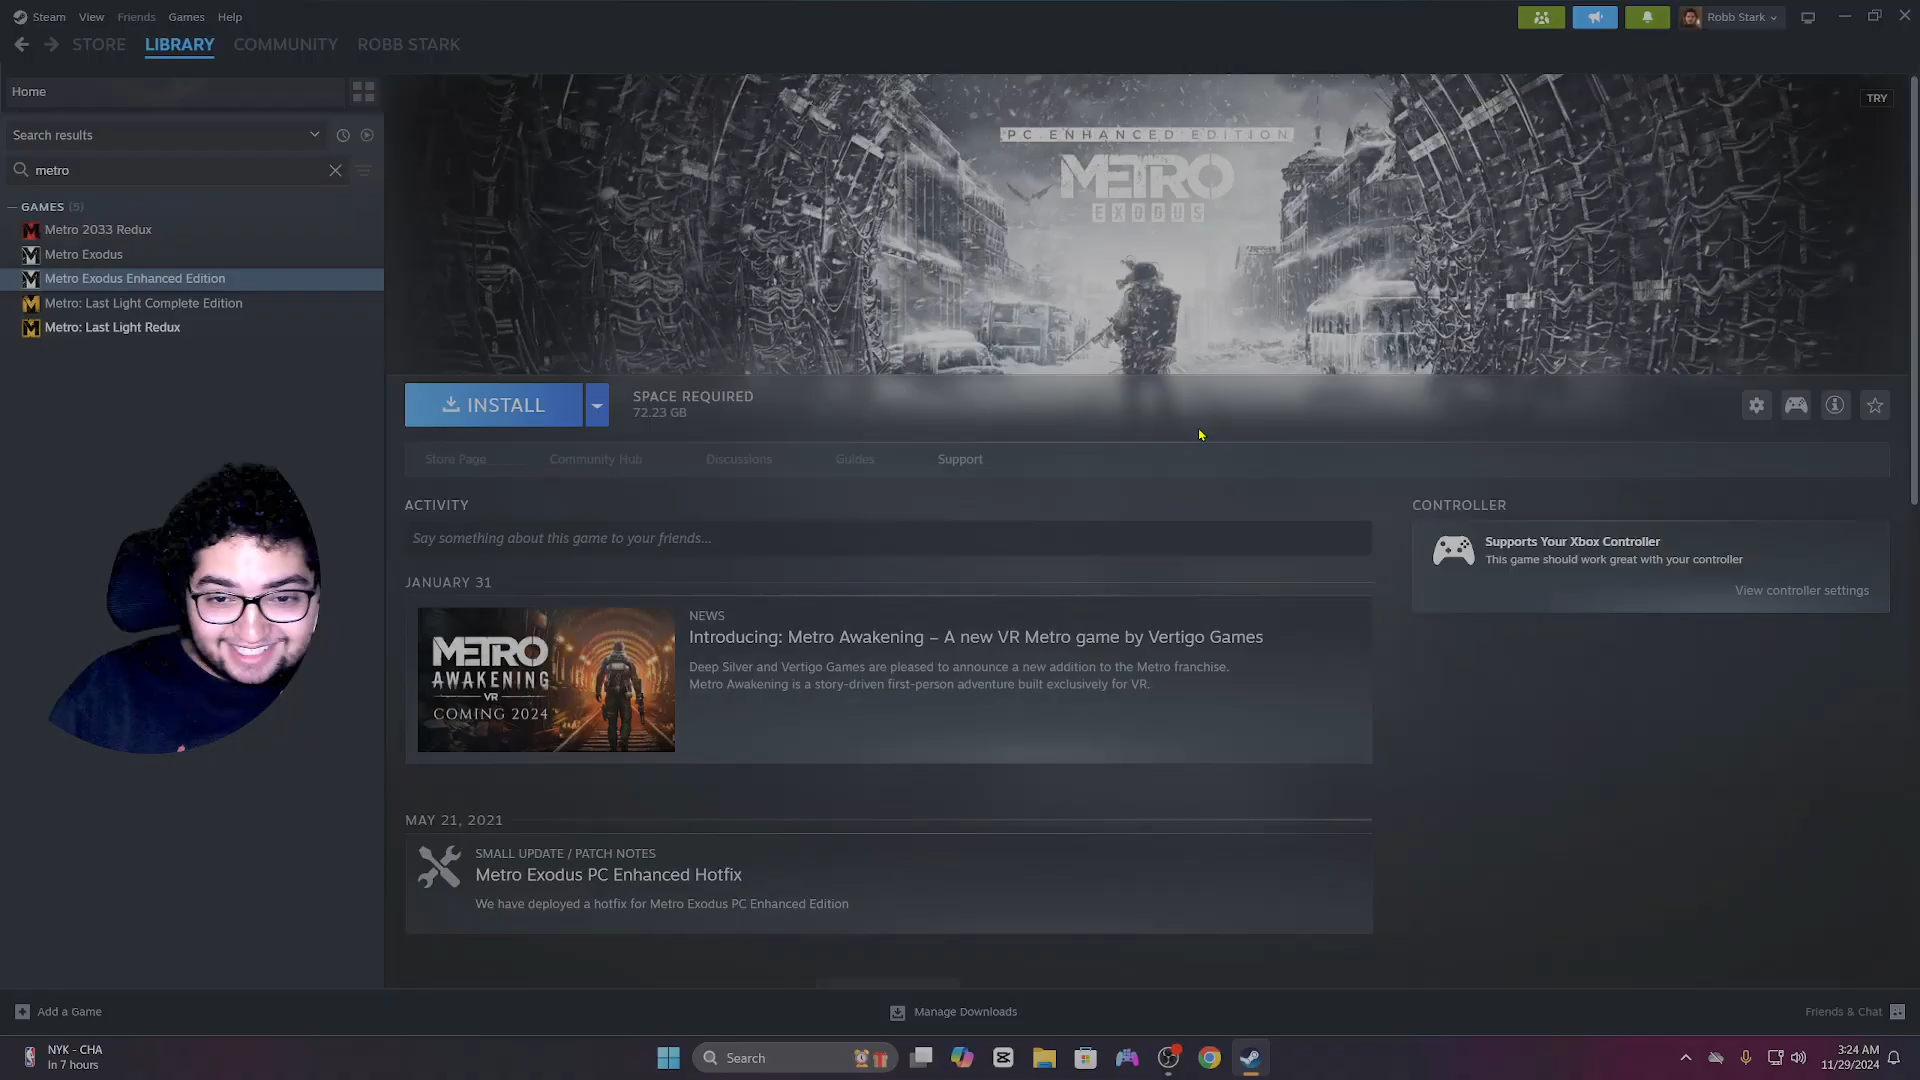 Steam View Friends Games Help
Robb Stark
STORE LIBRARY COMMUNITY ROBB STARK
Home
TRY
Search results
metro
GAMES (5)
Metro 2033 Redux
Metro Exodus
Metro Exodus Enhanced Edition
Metro: Last Light Complete Edition
Metro: Last Light Redux
PC ENHANCED EDITION
METRO
EXODUS
INSTALL
SPACE REQUIRED
72.23 GB
Store Page Community Hub Discussions Guides Support
ACTIVITY
Say something about this game to your friends...
JANUARY 31
METRO
AWAKENING
VR
COMING 2024
NEWS
Introducing: Metro Awakening – A new VR Metro game by Vertigo Games
Deep Silver and Vertigo Games are pleased to announce a new addition to the Metro franchise.
Metro Awakening is a story-driven first-person adventure built exclusively for VR.
MAY 21, 2021
SMALL UPDATE / PATCH NOTES
Metro Exodus PC Enhanced Hotfix
We have deployed a hotfix for Metro Exodus PC Enhanced Edition
CONTROLLER
Supports Your Xbox Controller
This game should work great with your controller
View controller settings
Add a Game
Manage Downloads
Friends & Chat
NYK - CHA
In 7 hours
Search
3:24 AM
11/29/2024